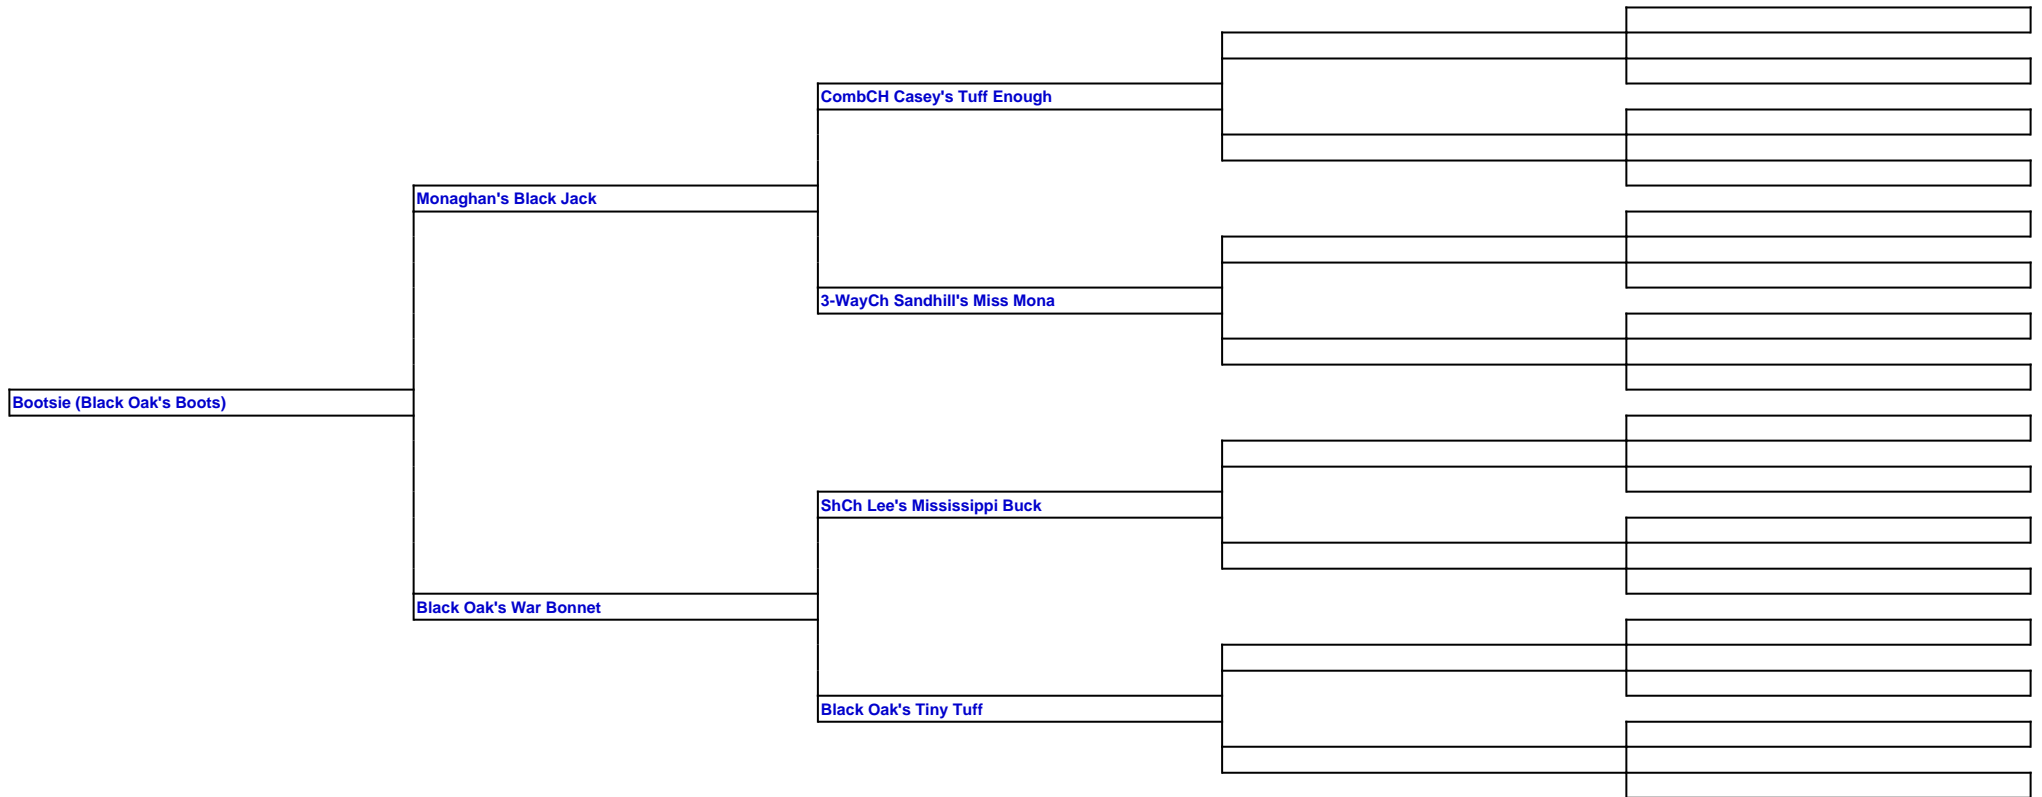 CombCH Casey's Tuff Enough
Monaghan's Black Jack
3-WayCh Sandhill's Miss Mona
Bootsie (Black Oak's Boots)
ShCh Lee's Mississippi Buck
Black Oak's War Bonnet
Black Oak's Tiny Tuff